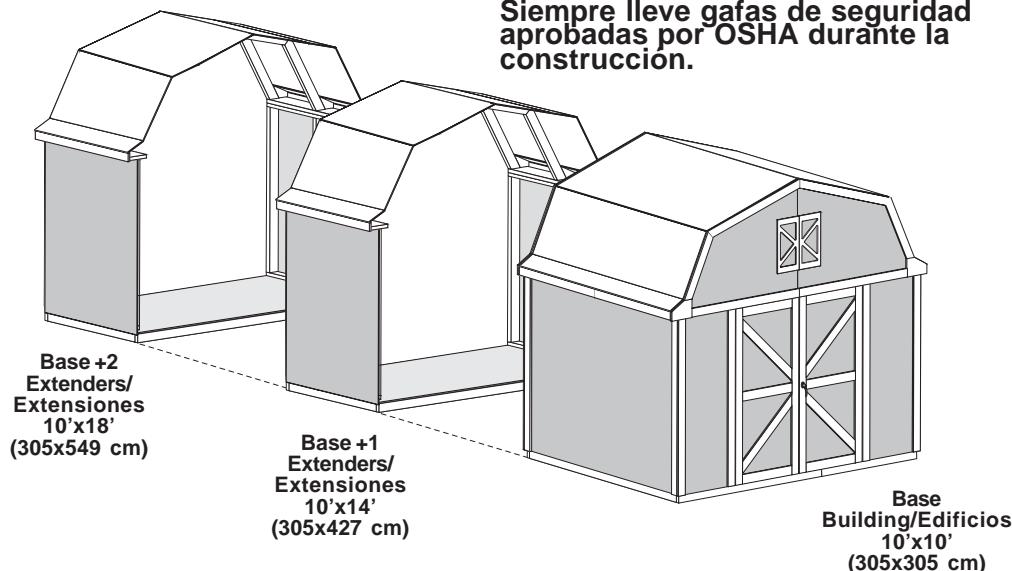 Siempre lleve gafas de seguridad
aprobadas por OSHA durante la
construcción.
Base +2
Extenders/
Extensiones
10’x18’
(305x549 cm)
Base +1
Extenders/
Extensiones
10’x14’
(305x427 cm)
Base
Building/Edificios
10’x10’
(305x305 cm)